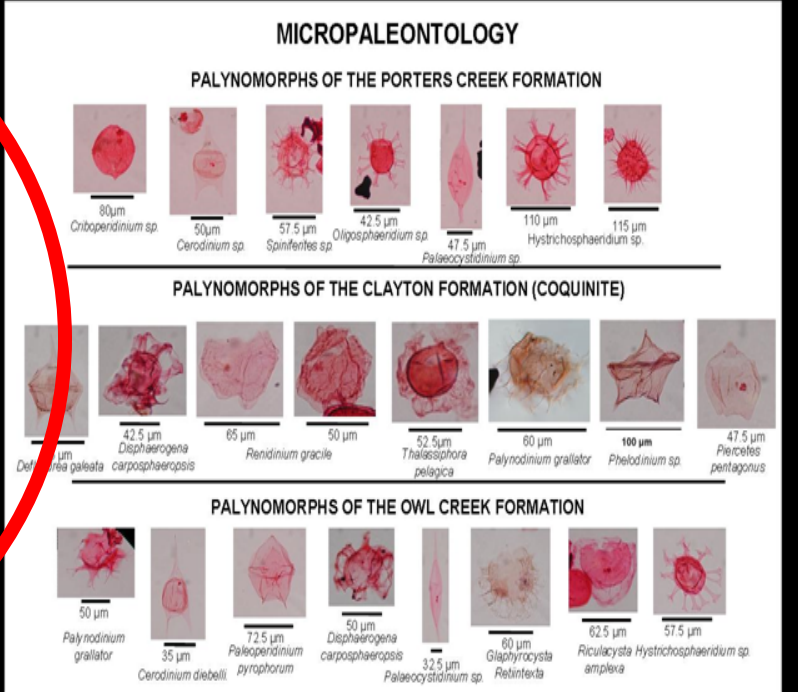 MICROPALEONTOLOGY
PALYNOMORPHS OF THE PORTERS CREEK FORMATION
80µm
Criboperidinium sp.
50µm
Cerodinium sp.
57.5 µm
Spinifentes sp
42.5 µm
Oligosphaeridium sp.
47.5 µm
Palaeocystidinium sp.
110 µm
115 µm
Hystrichosphaeridium sp.
PALYNOMORPHS OF THE CLAYTON FORMATION (COQUINITE)
µm
galeata
42.5 µm
Disphaerogena
carposphaeropsis
65 µm
50 µm
Renidinium gracile
52.5µm
Thalassiphora
pelagica
60 µm
Palynodinium grallator
100 µm
Phelodinium sp.
47.5 µm
Piercetes
pentagonus
PALYNOMORPHS OF THE OWL CREEK FORMATION
50 µm
Palynodinium
grallator
35 µm
Cerodinium diebelli.
72.5 µm
Paleoperidinium
pyrophorum
50 µm
Disphaerogena
carposphaeropsis
32.5 µm
Palaeocystidinium sp.
60 µm
Glaphyrocysta
Retiintexta
62.5 µm
Riculacysta
amplexa
57.5 µm
Hystrichosphaeridium sp.